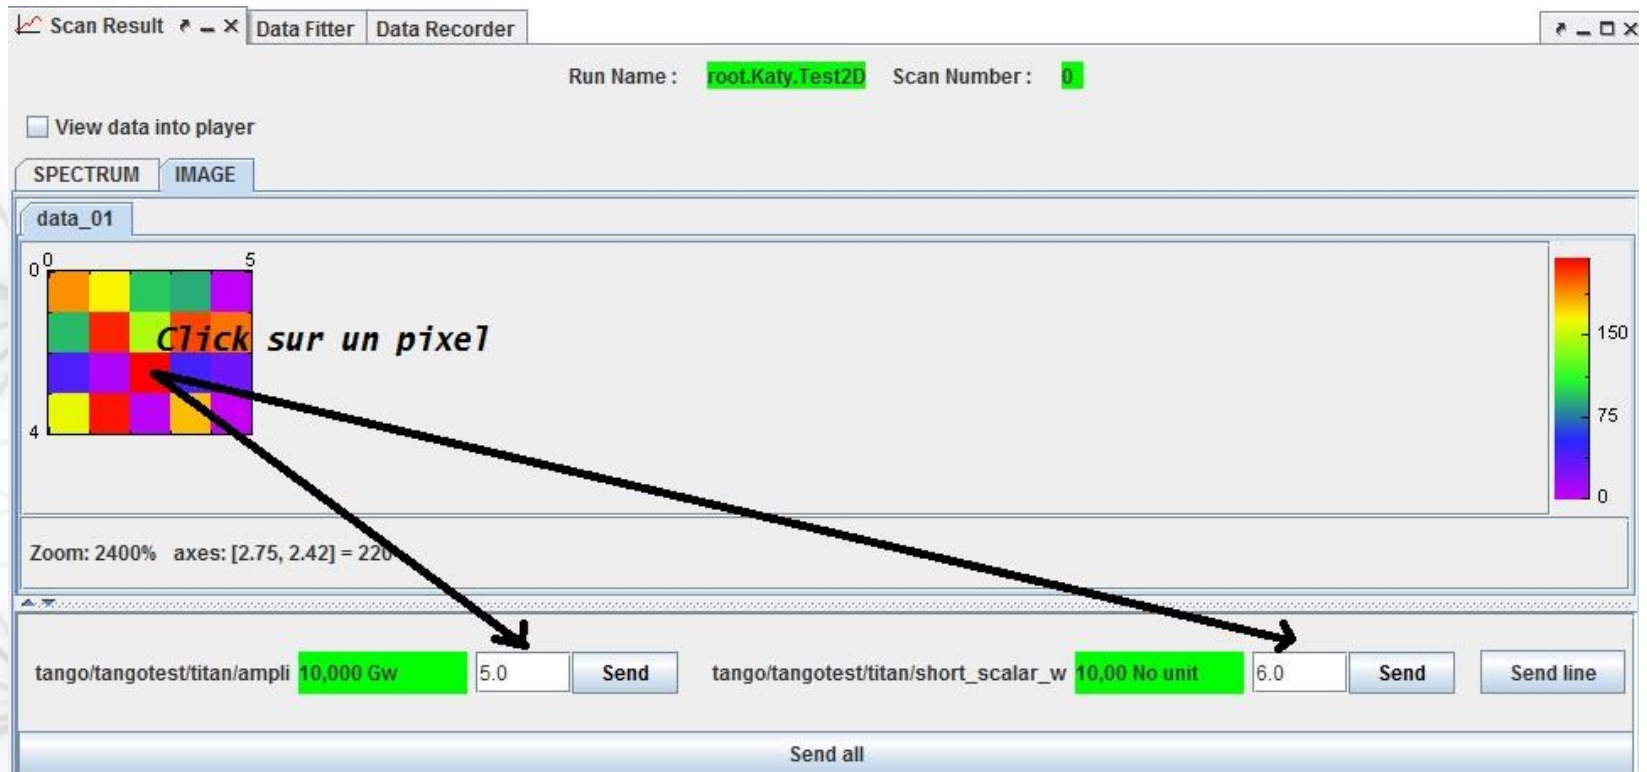 Scan Result Data Fitter Data Recorder
Run Name : root.Katy.Test2D Scan Number : 0
View data into player
SPECTRUM IMAGE
data_01
0 0 5
4
Click sur un pixel
150
75
0
Zoom: 2400% axes: [2.75, 2.42] = 220
tango/tangotest/titan/ampli 10,000 Gw 5.0 Send tango/tangotest/titan/short_scalar_w 10,00 No unit 6.0 Send Send line
Send all